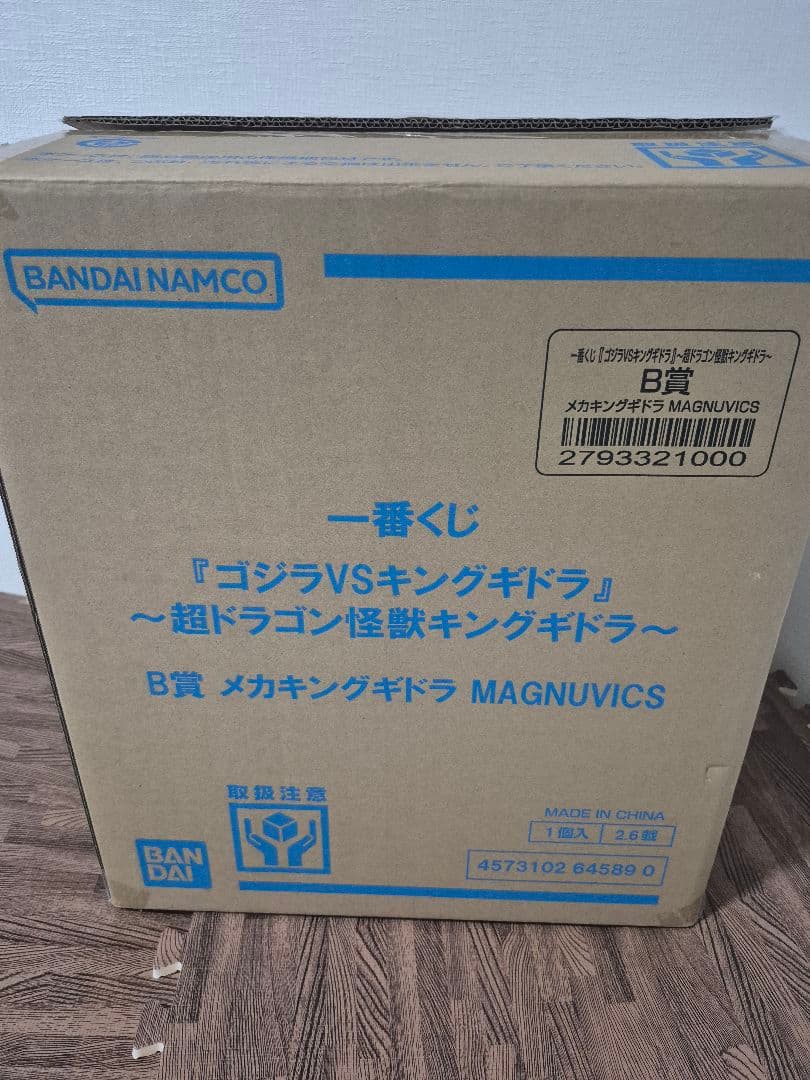 取扱注意
BANDAI NAMCO
一番くじ『ゴジラVSキングギドラ』～超ドラゴン怪獣キングギドラ～
B賞
メカキングギドラ MAGNUVICS
2793321000
一番くじ
『ゴジラVSキングギドラ』
～超ドラゴン怪獣キングギドラ～
B賞 メカキングギドラ MAGNUVICS
取扱注意
MADE IN CHINA
1個入 2.6截
BAN
DAI
4573102 64589 0